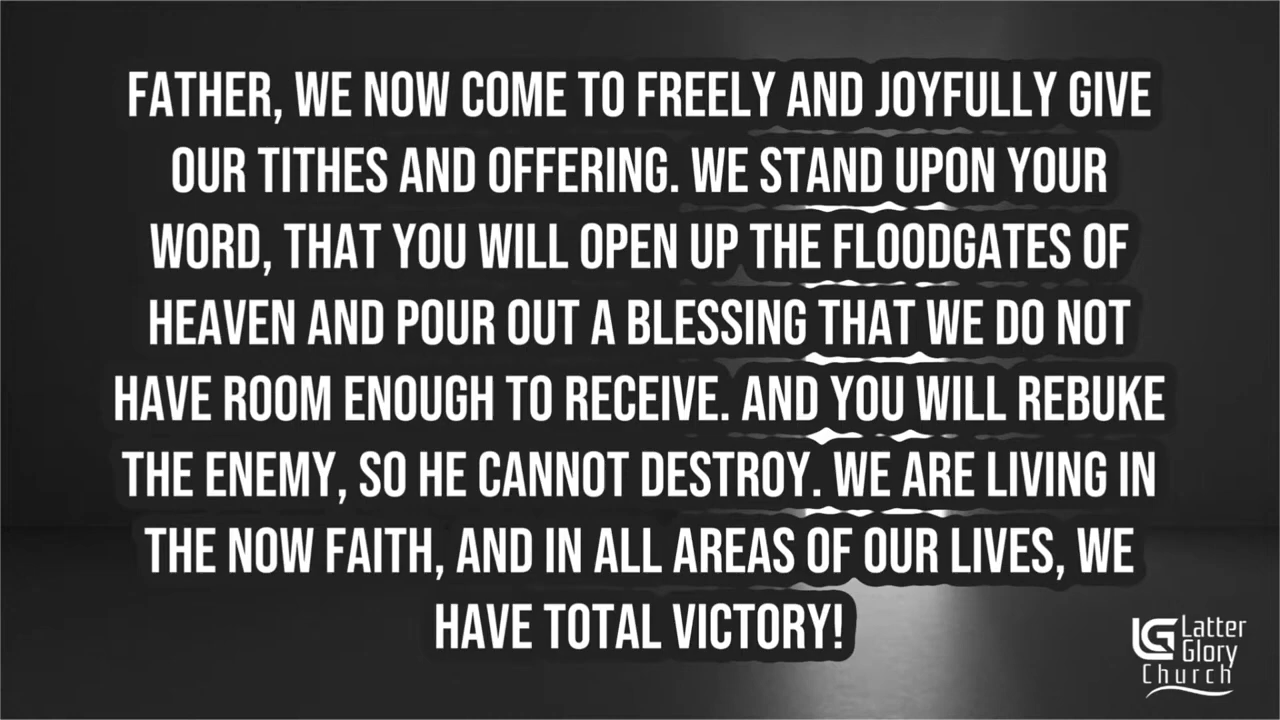 FATHER, WE NOW COME TO FREELY AND JOYFULLY GIVE
OUR TITHES AND OFFERING. WE STAND UPON YOUR
WORD, THAT YOU WILL OPEN UP THE FLOODGATES OF
HEAVEN AND POUR OUT A BLESSING THAT WE DO NOT
HAVE ROOM ENOUGH TO RECEIVE. AND YOU WILL REBUKE
THE ENEMY, SO HE CANNOT DESTROY. WE ARE LIVING IN
THE NOW FAITH, AND IN ALL AREAS OF OUR LIVES, WE
HAVE TOTAL VICTORY!
LG
Latter
Glory
Church